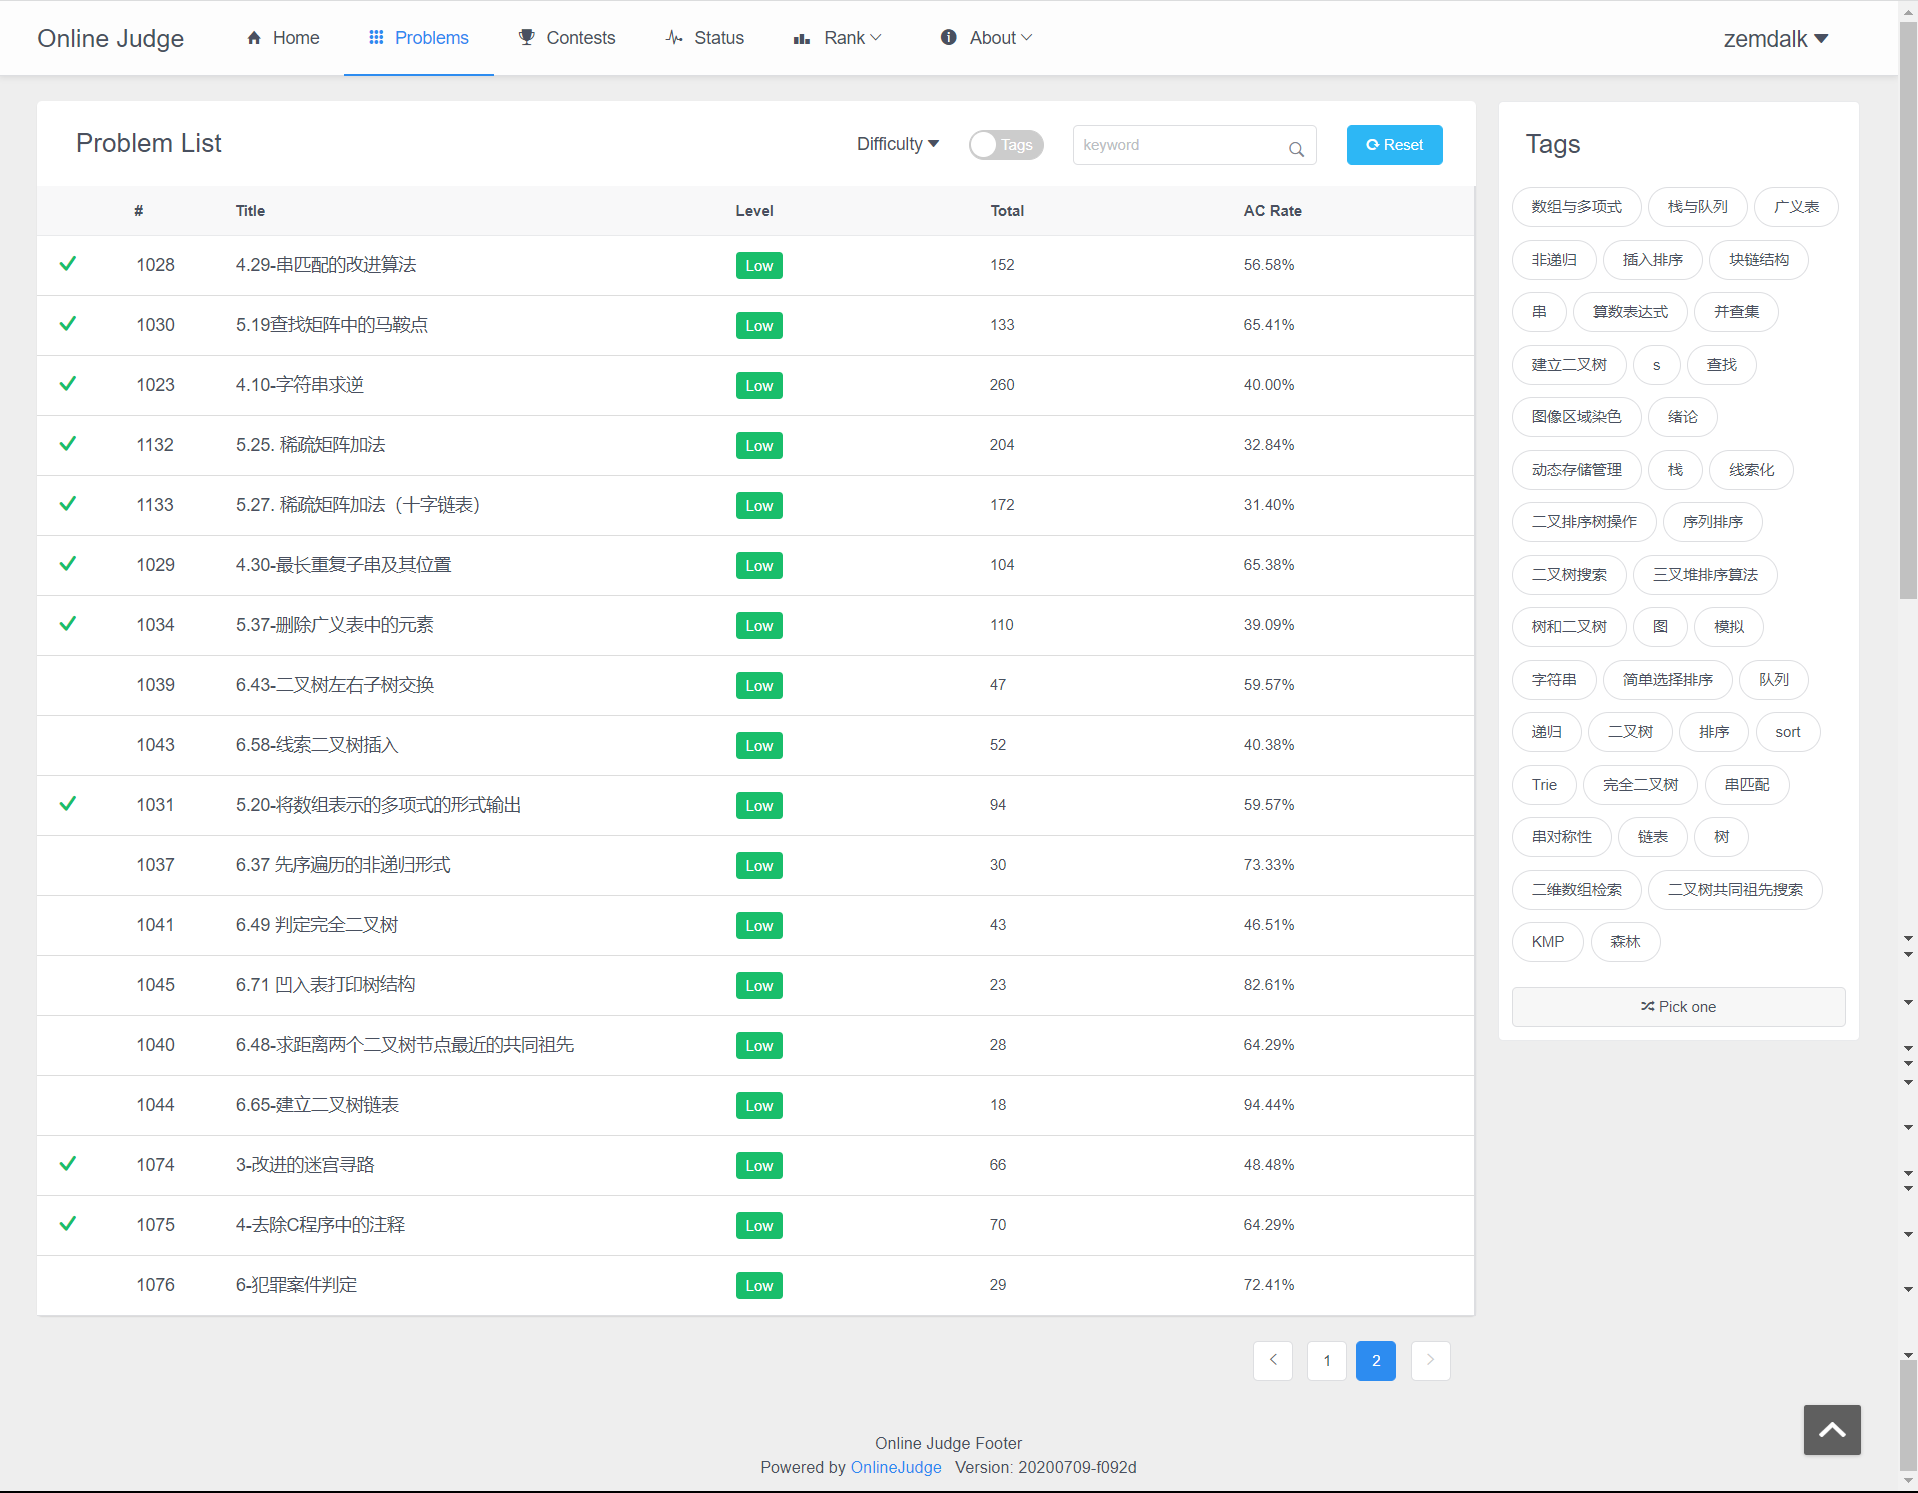 Online Judge Home Problems Contests Status Rank About zemdalk
Problem List Difficulty Tags keyword Reset
# Title Level Total AC Rate
1028 4.29-串匹配的改进算法 Low 152 56.58%
1030 5.19查找矩阵中的马鞍点 Low 133 65.41%
1023 4.10-字符串求逆 Low 260 40.00%
1132 5.25. 稀疏矩阵加法 Low 204 32.84%
1133 5.27. 稀疏矩阵加法（十字链表） Low 172 31.40%
1029 4.30-最长重复子串及其位置 Low 104 65.38%
1034 5.37-删除广义表中的元素 Low 110 39.09%
1039 6.43-二叉树左右子树交换 Low 47 59.57%
1043 6.58-线索二叉树插入 Low 52 40.38%
1031 5.20-将数组表示的多项式的形式输出 Low 94 59.57%
1037 6.37 先序遍历的非递归形式 Low 30 73.33%
1041 6.49 判定完全二叉树 Low 43 46.51%
1045 6.71 凹入表打印树结构 Low 23 82.61%
1040 6.48-求距离两个二叉树节点最近的共同祖先 Low 28 64.29%
1044 6.65-建立二叉树链表 Low 18 94.44%
1074 3-改进的迷宫寻路 Low 66 48.48%
1075 4-去除C程序中的注释 Low 70 64.29%
1076 6-犯罪案件判定 Low 29 72.41%
1 2
Tags
数组与多项式 栈与队列 广义表
非递归 插入排序 块链结构
串 算数表达式 并查集
建立二叉树 s 查找
图像区域染色 绪论
动态存储管理 栈 线索化
二叉排序树操作 序列排序
二叉树搜索 三叉堆排序算法
树和二叉树 图 模拟
字符串 简单选择排序 队列
递归 二叉树 排序 sort
Trie 完全二叉树 串匹配
串对称性 链表 树
二维数组检索 二叉树共同祖先搜索
KMP 森林
Pick one
Online Judge Footer
Powered by OnlineJudge Version: 20200709-f092d